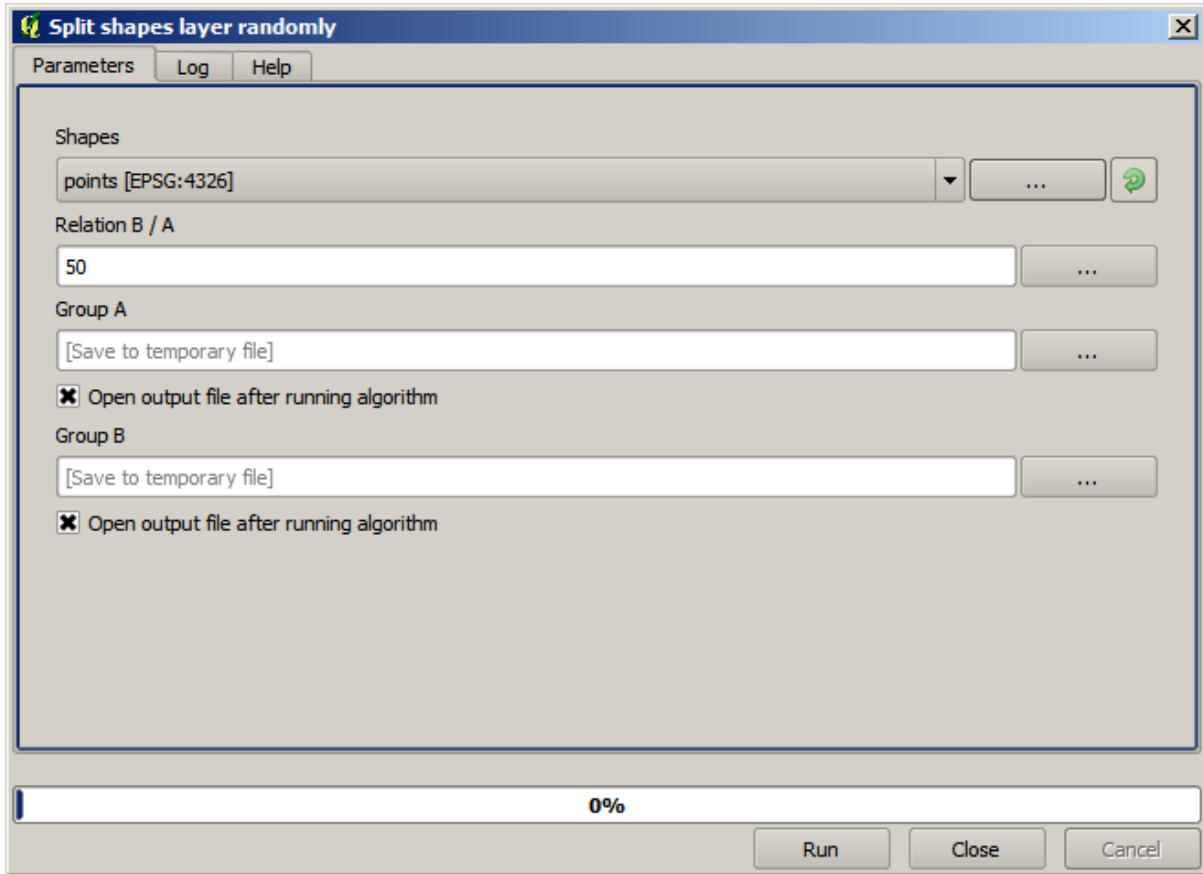 Split shapes layer randomly
Parameters Log Help
Shapes
points [EPSG:4326] ...
Relation B / A
50 ...
Group A
[Save to temporary file] ...
Open output file after running algorithm
Group B
[Save to temporary file] ...
Open output file after running algorithm
0%
Run Close Cancel